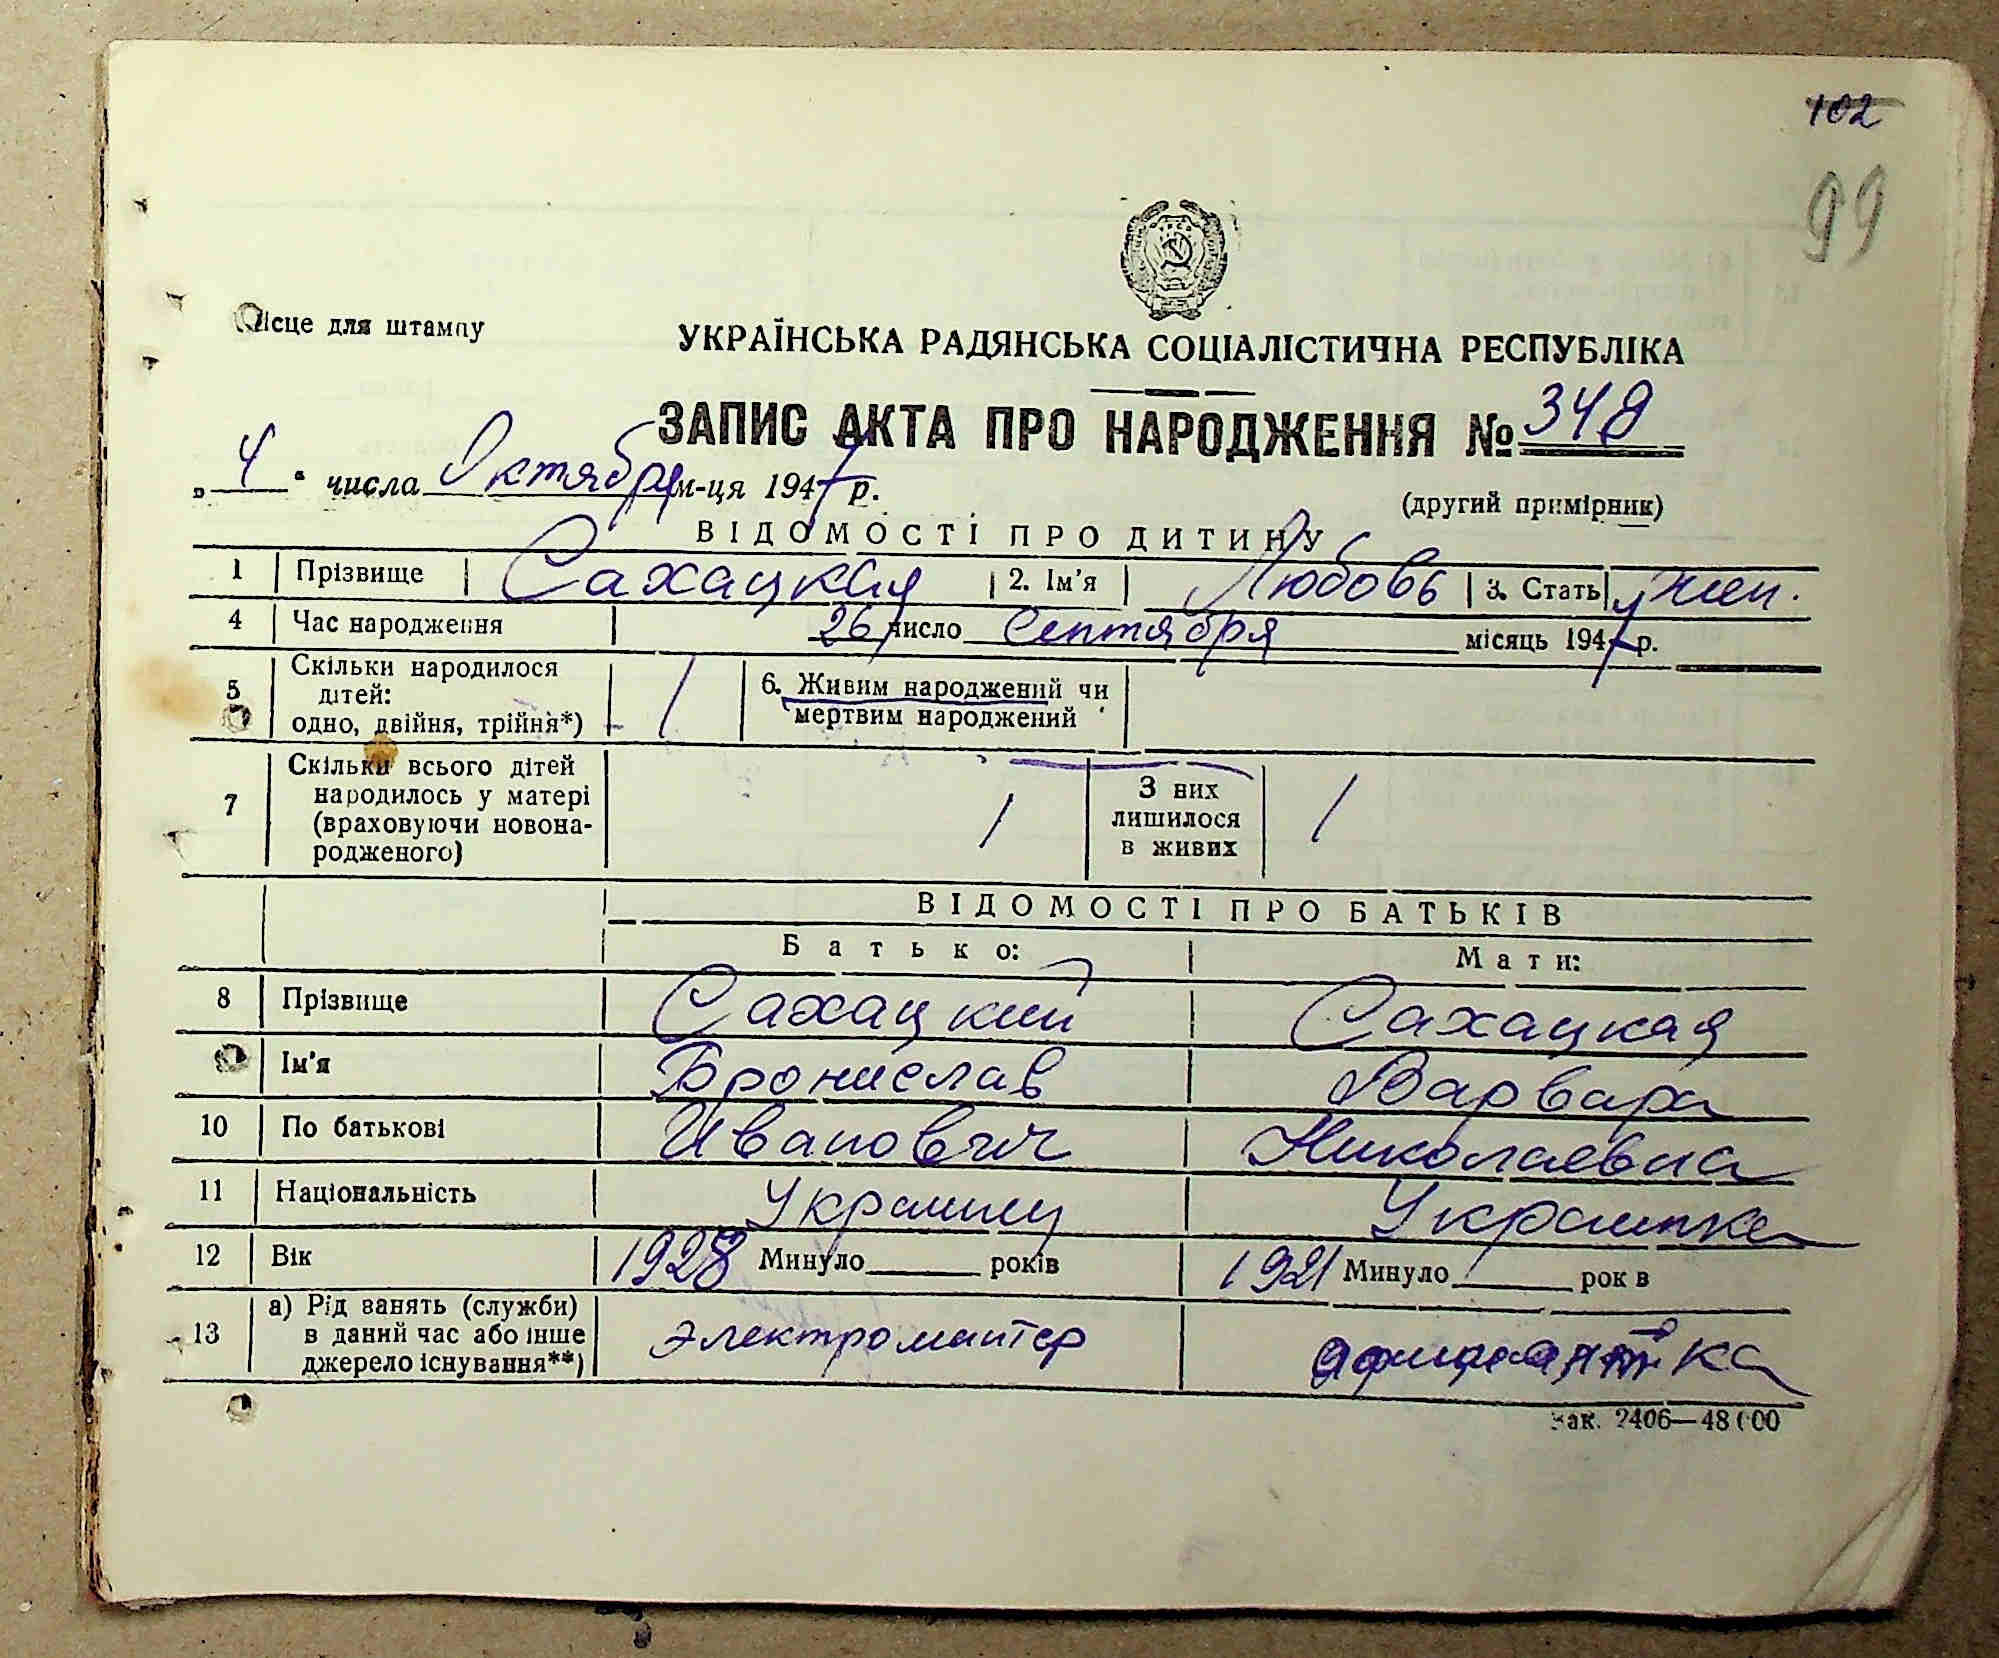 102
99
Місце для штампу
УКРАЇНСЬКА РАДЯНСЬКА СОЦІАЛІСТИЧНА РЕСПУБЛІКА
ЗАПИС АКТА ПРО НАРОДЖЕННЯ № 348
„ 4 “ числа Октября м-ця 1947 р.
(другий примірник)
ВІДОМОСТІ ПРО ДИТИНУ
1 Прізвище Сахацкая 2. Ім'я Любовь 3. Стать жен.
4 Час народження 26 число Сентября місяць 1947 р.
5 Скільки народилося дітей: одно, двійня, трійня*) 1 6. Живим народжений чи мертвим народжений
7 Скільки всього дітей народилось у матері (враховуючи новонародженого) 1 З них лишилося в живих 1
ВІДОМОСТІ ПРО БАТЬКІВ
Батько: Мати:
8 Прізвище Сахацкий Сахацкая
Ім'я Бронислав Варвара
10 По батькові Иванович Николаевна
11 Національність Украинец Украинка
12 Вік 1928 Минуло років 1921 Минуло рок в
13 а) Рід занять (служби) в даний час або інше джерело існування**) электромантер официантка
Зак. 2406—48000